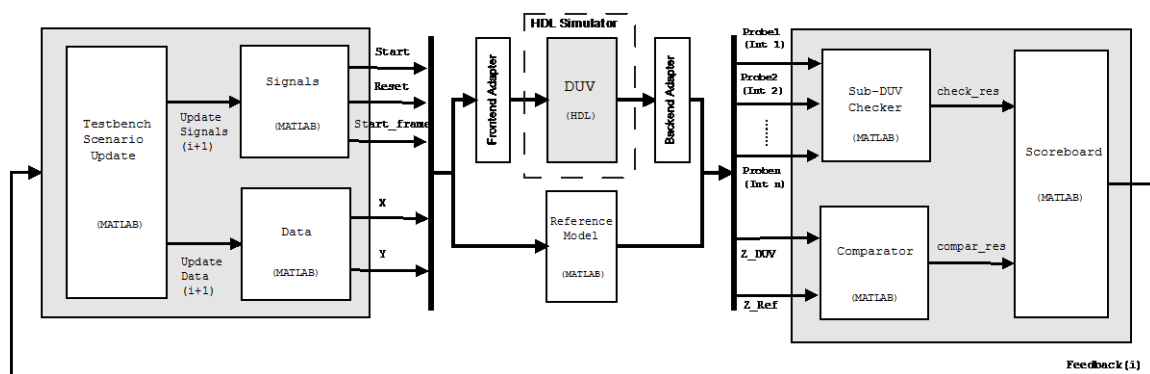 Testbench
Scenario
Update
(MATLAB)
Update
Signals
(i+1)
Update
Data
(i+1)
Signals
(MATLAB)
Data
(MATLAB)
Start
Reset
Start_frame
X
Y
Frontend Adapter
HDL Simulator
DUV
(HDL)
Backend Adapter
Reference
Model
(MATLAB)
Probe1
(Int 1)
Probe2
(Int 2)
Proben
(Int n)
Z_DUV
Z_Ref
Sub-DUV
Checker
(MATLAB)
Comparator
(MATLAB)
check_res
compar_res
Scoreboard
(MATLAB)
Feedback(i)